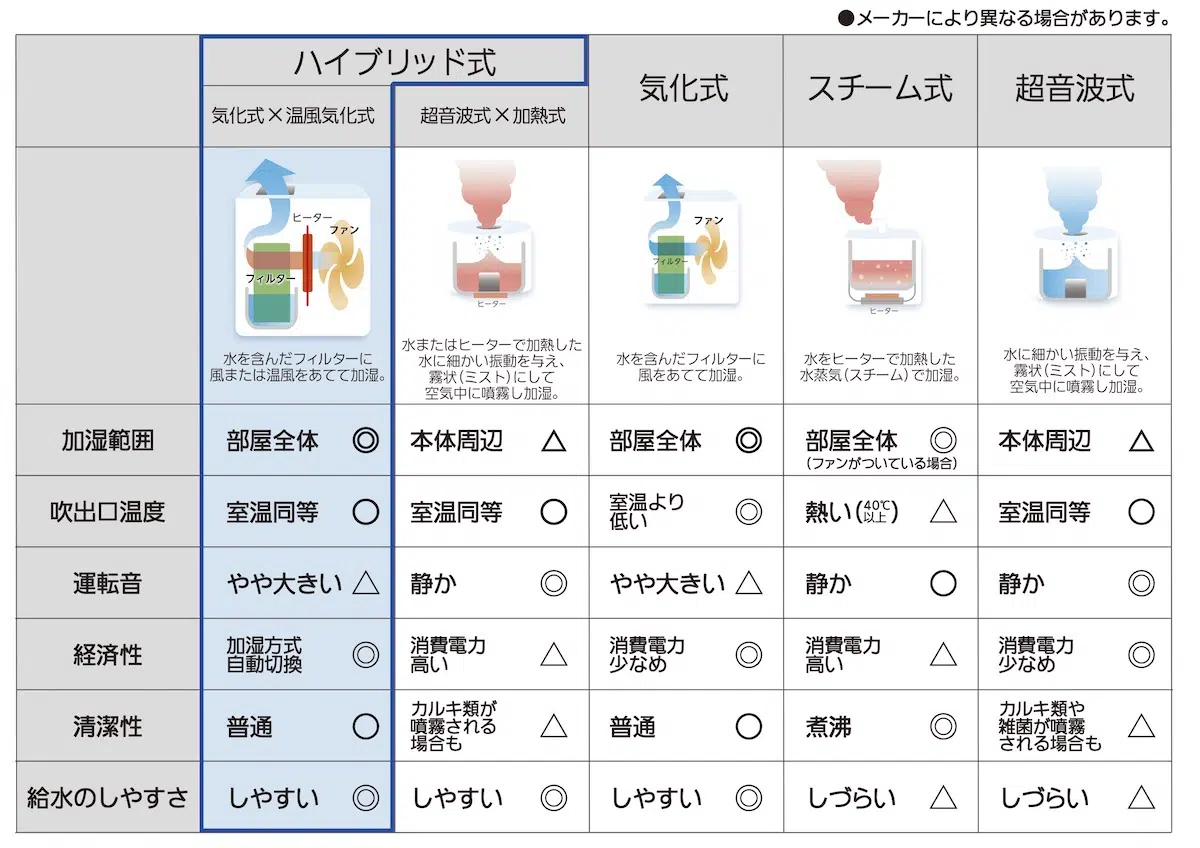 ●メーカーにより異なる場合があります。
ハイブリッド式
気化式×温風気化式
超音波式×加熱式
気化式
スチーム式
超音波式
ヒーター
ファン
フィルター
水を含んだフィルターに
風または温風をあてて加湿。
ヒーター
水またはヒーターで加熱した
水に細かい振動を与え、
霧状(ミスト)にして
空気中に噴霧し加湿。
ファン
フィルター
水を含んだフィルターに
風をあてて加湿。
ヒーター
水をヒーターで加熱した
水蒸気(スチーム)で加湿。
水に細かい振動を与え、
霧状(ミスト)にして
空気中に噴霧し加湿。
加湿範囲
部屋全体 ◎
本体周辺 △
部屋全体 ◎
部屋全体 ◎
(ファンがついている場合)
本体周辺 △
吹出口温度
室温同等 ○
室温同等 ○
室温より
低い ◎
熱い(40℃
以上) △
室温同等 ○
運転音
やや大きい △
静か ◎
やや大きい △
静か ○
静か ◎
経済性
加湿方式
自動切換 ◎
消費電力
高い △
消費電力
少なめ ◎
消費電力
高い △
消費電力
少なめ ◎
清潔性
普通 ○
カルキ類が
噴霧される
場合も △
普通 ○
煮沸 ◎
カルキ類や
雑菌が噴霧
される場合も △
給水のしやすさ
しやすい ◎
しやすい ◎
しやすい ◎
しづらい △
しづらい △